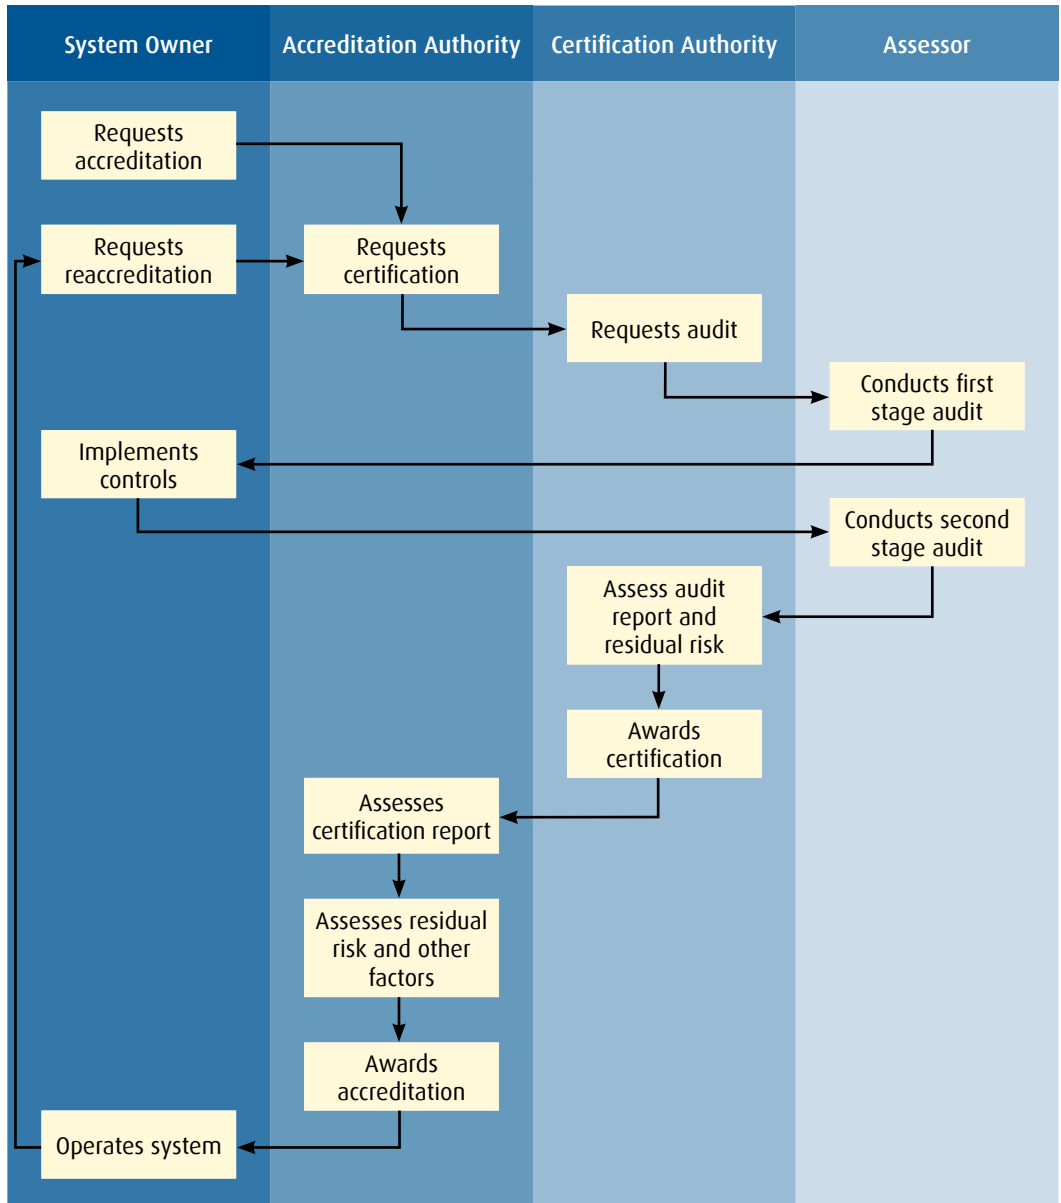 System Owner
Accreditation Authority
Certification Authority
Assessor
Requests
accreditation
Requests
reaccreditation
Requests
certification
Requests audit
Conducts first
stage audit
Implements
controls
Conducts second
stage audit
Assess audit
report and
residual risk
Awards
certification
Assesses
certification report
Assesses residual
risk and other
factors
Awards
accreditation
Operates system